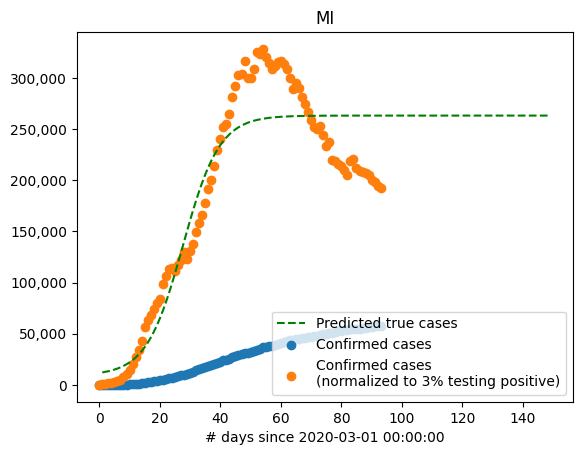 MI
300,000
250,000
200,000
150,000
100,000
50,000
0
Predicted true cases
Confirmed cases
Confirmed cases
(normalized to 3% testing positive)
0 20 40 60 80 100 120 140
# days since 2020-03-01 00:00:00